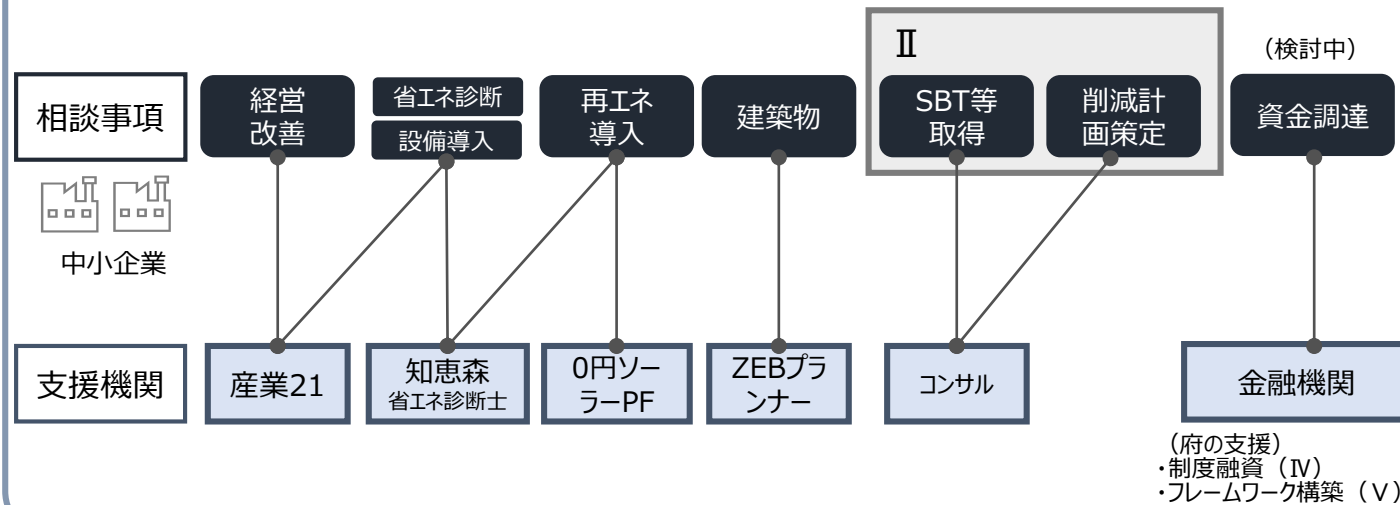 Ⅱ
（検討中）
相談事項
経営
改善
省エネ診断
設備導入
再エネ
導入
建築物
SBT等
取得
削減計
画策定
資金調達
中小企業
支援機関
産業21
知恵森
省エネ診断士
0円ソー
ラーPF
ZEBプラ
ンナー
コンサル
金融機関
（府の支援）
・制度融資（Ⅳ）
・フレームワーク構築（Ⅴ）